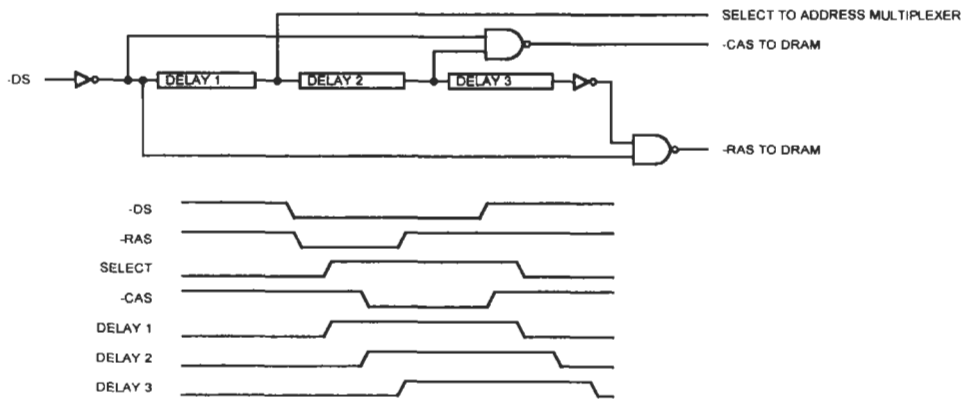 SELECT TO ADDRESS MULTIPLEXER
-CAS TO DRAM
-DS
DELAY 1
DELAY 2
DELAY 3
-RAS TO DRAM
-DS
-RAS
SELECT
-CAS
DELAY 1
DELAY 2
DELAY 3